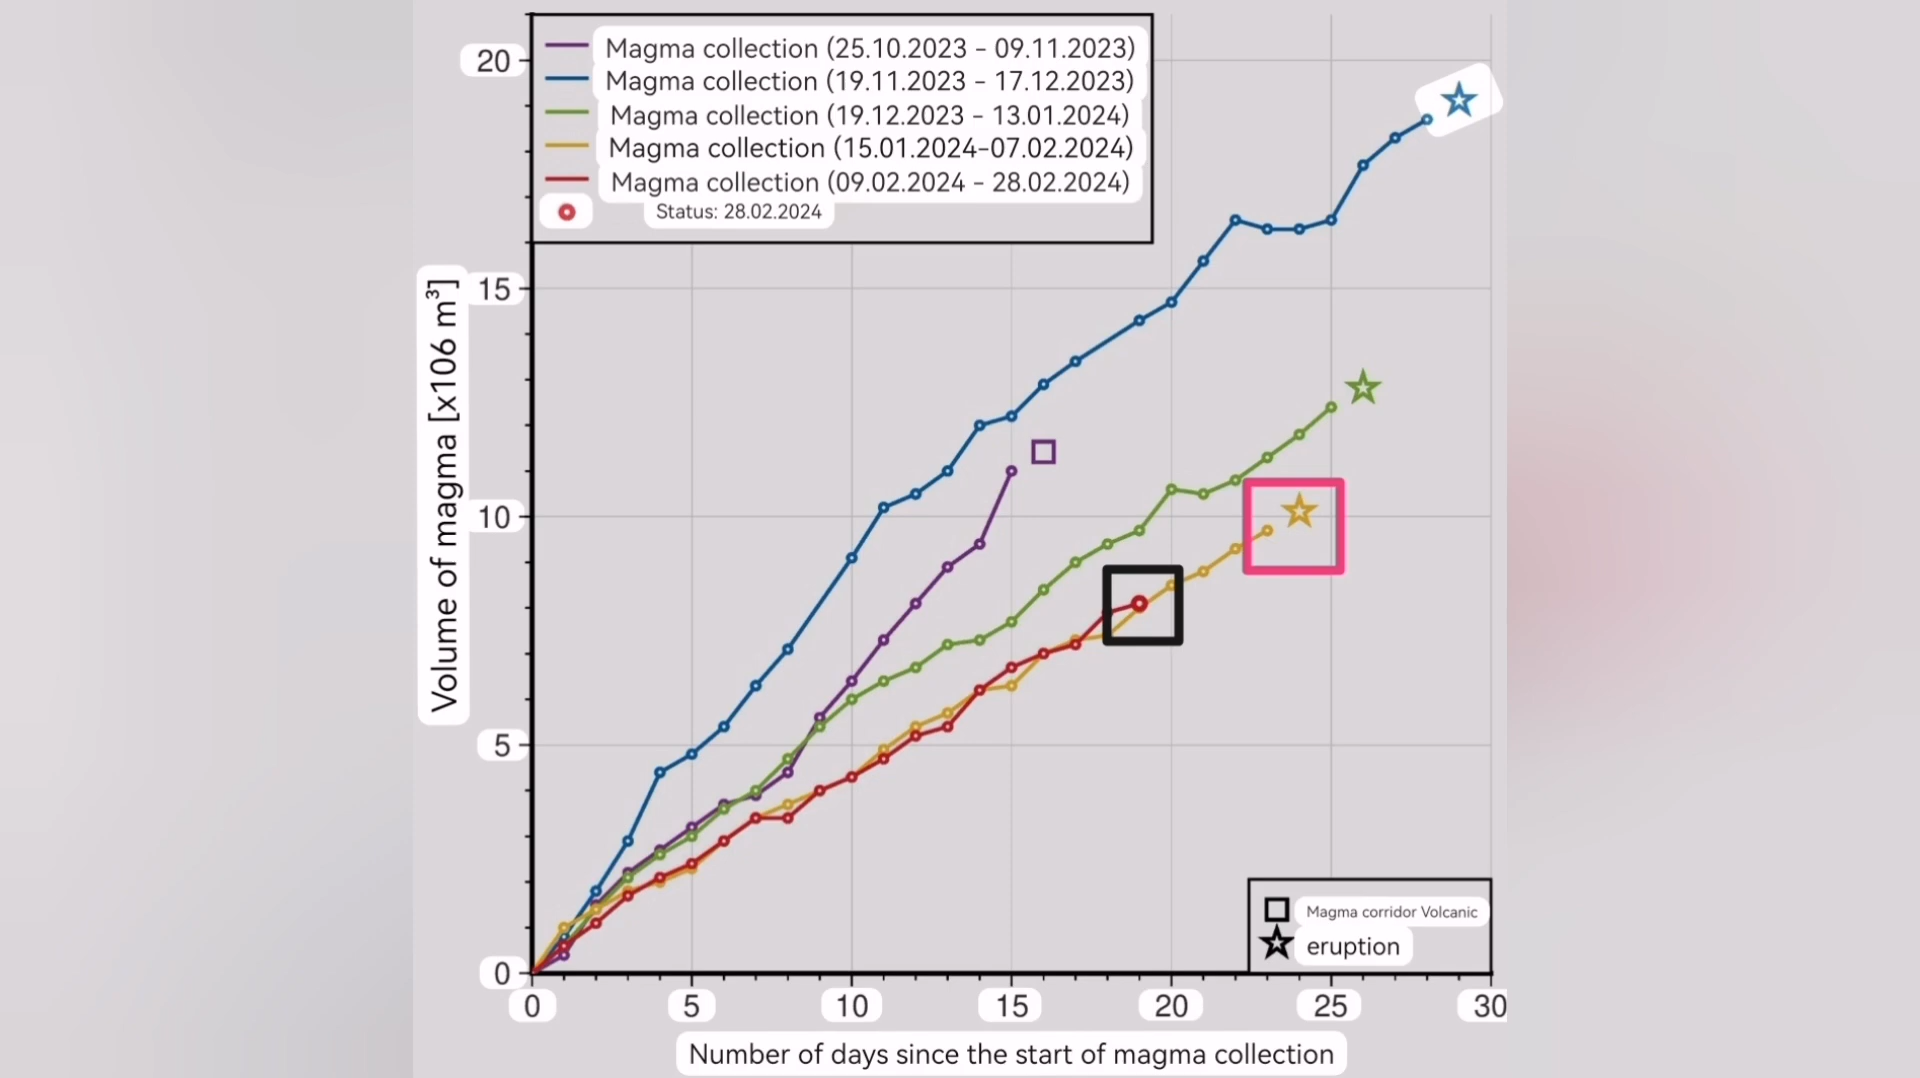 Magma collection (25.10.2023 - 09.11.2023)
Magma collection (19.11.2023 - 17.12.2023)
Magma collection (19.12.2023 - 13.01.2024)
Magma collection (15.01.2024-07.02.2024)
Magma collection (09.02.2024 - 28.02.2024)
Status: 28.02.2024
Volume of magma [x106 m³]
20
15
10
5
0
Magma corridor Volcanic
eruption
0 5 10 15 20 25 30
Number of days since the start of magma collection